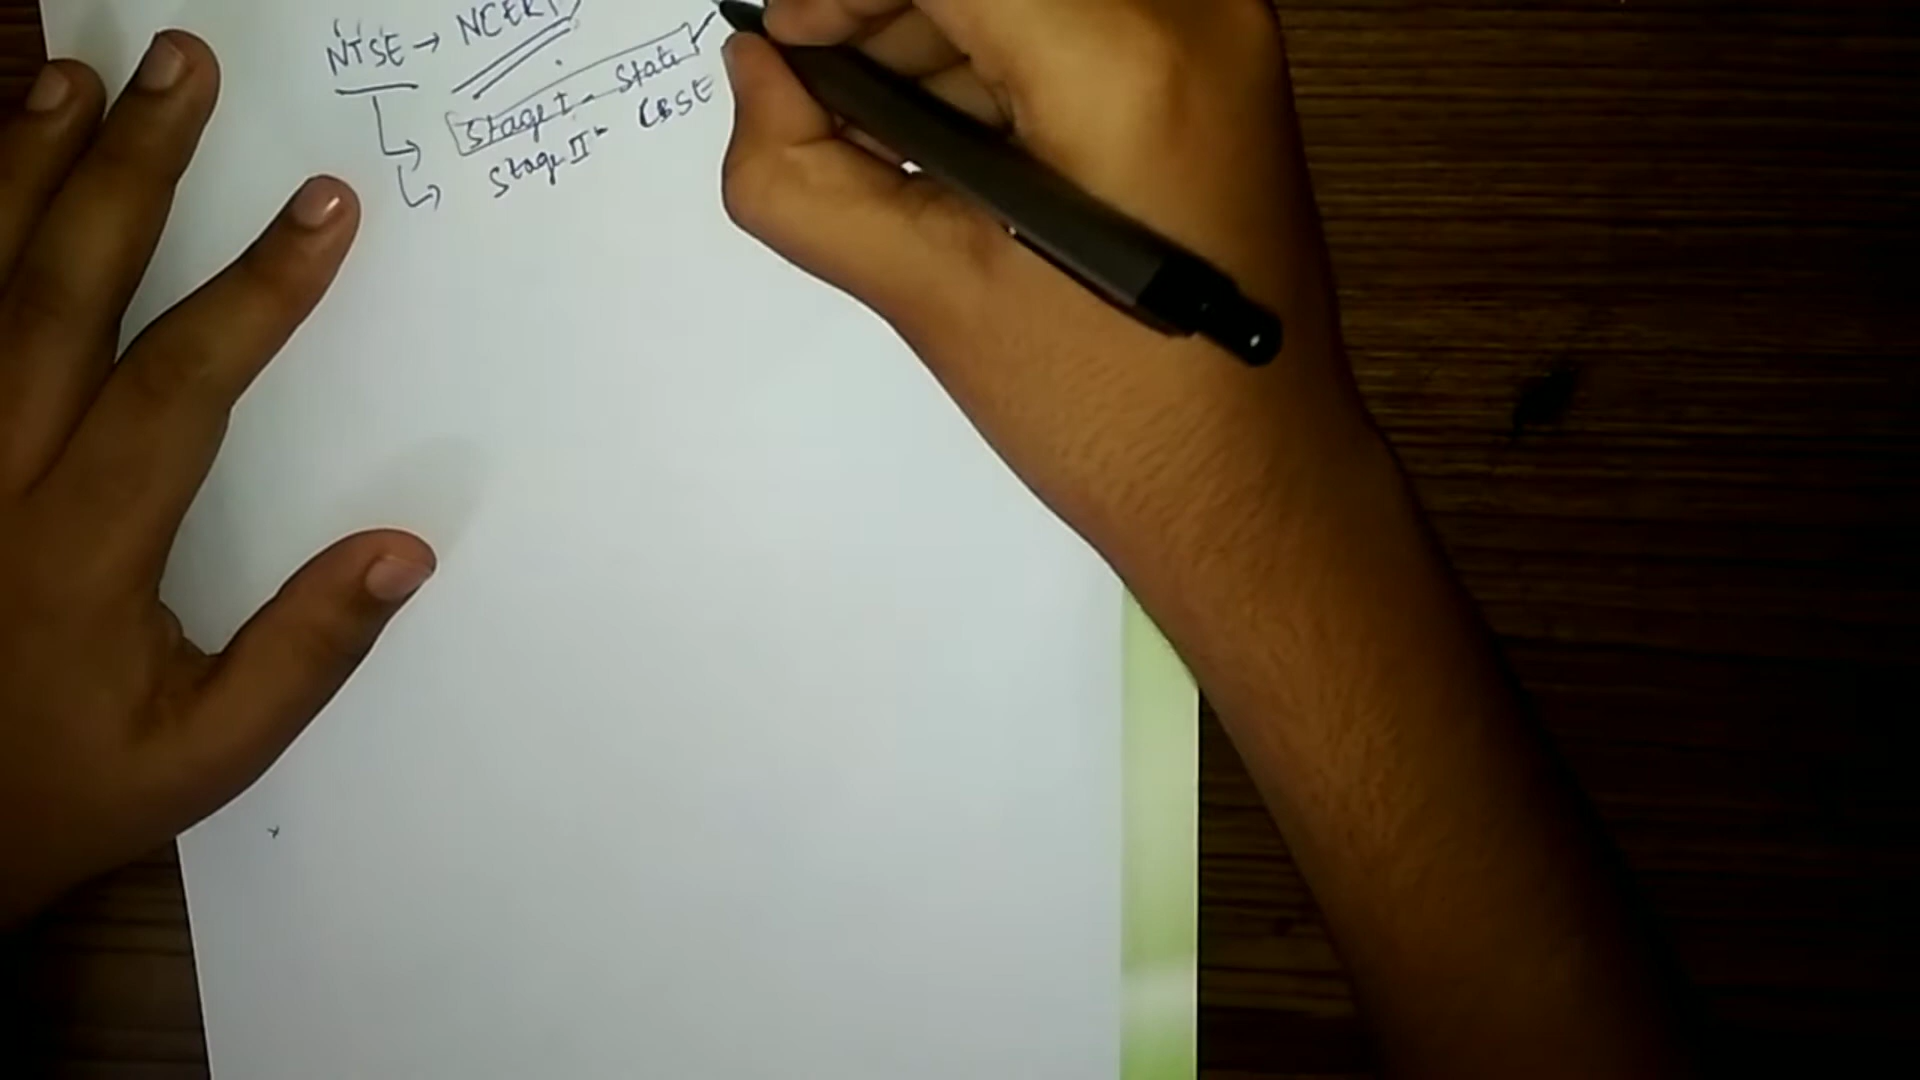 NTSE → NCERT
Stage I - State
Stage II - CBSE